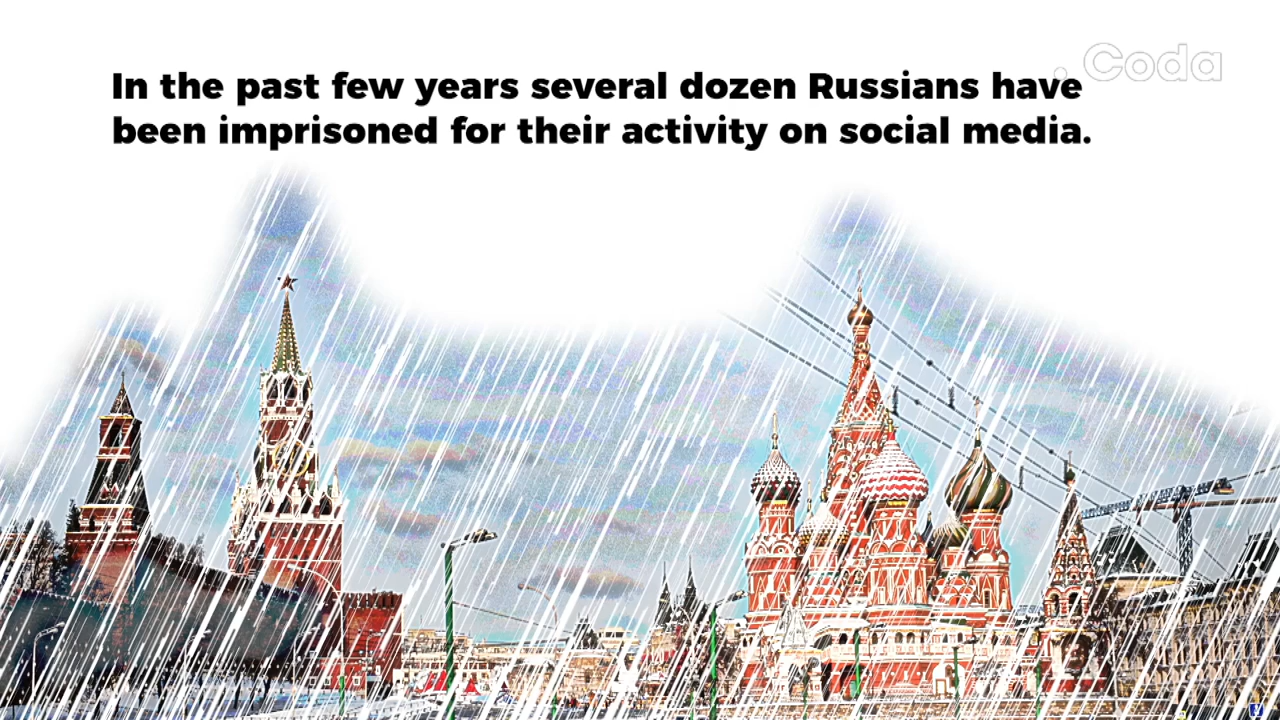 In the past few years several dozen Russians have
been imprisoned for their activity on social media.
Coda